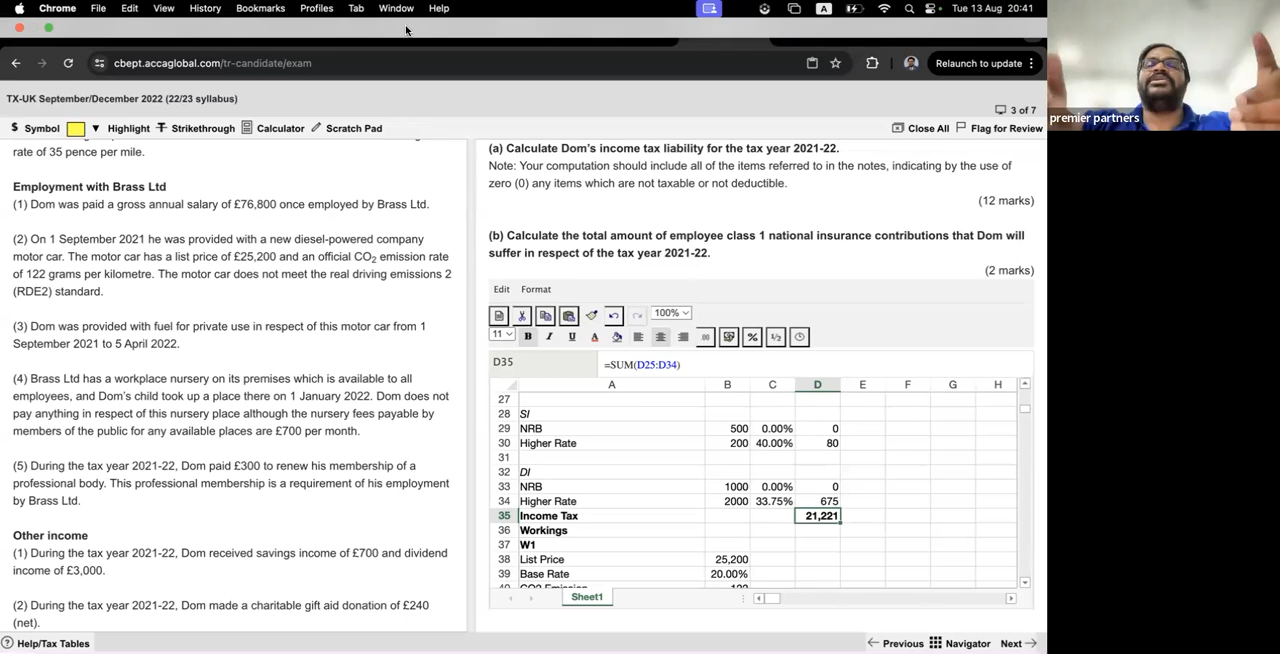 Chrome File Edit View History Bookmarks Profiles Tab Window Help A Tue 13 Aug 20:41
cbept.accaglobal.com/tr-candidate/exam Relaunch to update
TX-UK September/December 2022 (22/23 syllabus)
3 of 7
$ Symbol Highlight Strikethrough Calculator Scratch Pad Close All Flag for Review
rate of 35 pence per mile.
Employment with Brass Ltd
(1) Dom was paid a gross annual salary of £76,800 once employed by Brass Ltd.
(2) On 1 September 2021 he was provided with a new diesel-powered company
motor car. The motor car has a list price of £25,200 and an official CO2 emission rate
of 122 grams per kilometre. The motor car does not meet the real driving emissions 2
(RDE2) standard.
(3) Dom was provided with fuel for private use in respect of this motor car from 1
September 2021 to 5 April 2022.
(4) Brass Ltd has a workplace nursery on its premises which is available to all
employees, and Dom's child took up a place there on 1 January 2022. Dom does not
pay anything in respect of this nursery place although the nursery fees payable by
members of the public for any available places are £700 per month.
(5) During the tax year 2021-22, Dom paid £300 to renew his membership of a
professional body. This professional membership is a requirement of his employment
by Brass Ltd.
Other income
(1) During the tax year 2021-22, Dom received savings income of £700 and dividend
income of £3,000.
(2) During the tax year 2021-22, Dom made a charitable gift aid donation of £240
(net).
(a) Calculate Dom's income tax liability for the tax year 2021-22.
Note: Your computation should include all of the items referred to in the notes, indicating by the use of
zero (0) any items which are not taxable or not deductible.
(12 marks)
(b) Calculate the total amount of employee class 1 national insurance contributions that Dom will
suffer in respect of the tax year 2021-22.
(2 marks)
Edit Format
100%
11 B I U A % ½
D35 =SUM(D25:D34)
A B C D E F G H
27
28 SI
29 NRB 500 0.00% 0
30 Higher Rate 200 40.00% 80
31
32 DI
33 NRB 1000 0.00% 0
34 Higher Rate 2000 33.75% 675
35 Income Tax 21,221
36 Workings
37 W1
38 List Price 25,200
39 Base Rate 20.00%
Sheet1
? Help/Tax Tables Previous Navigator Next
premier partners